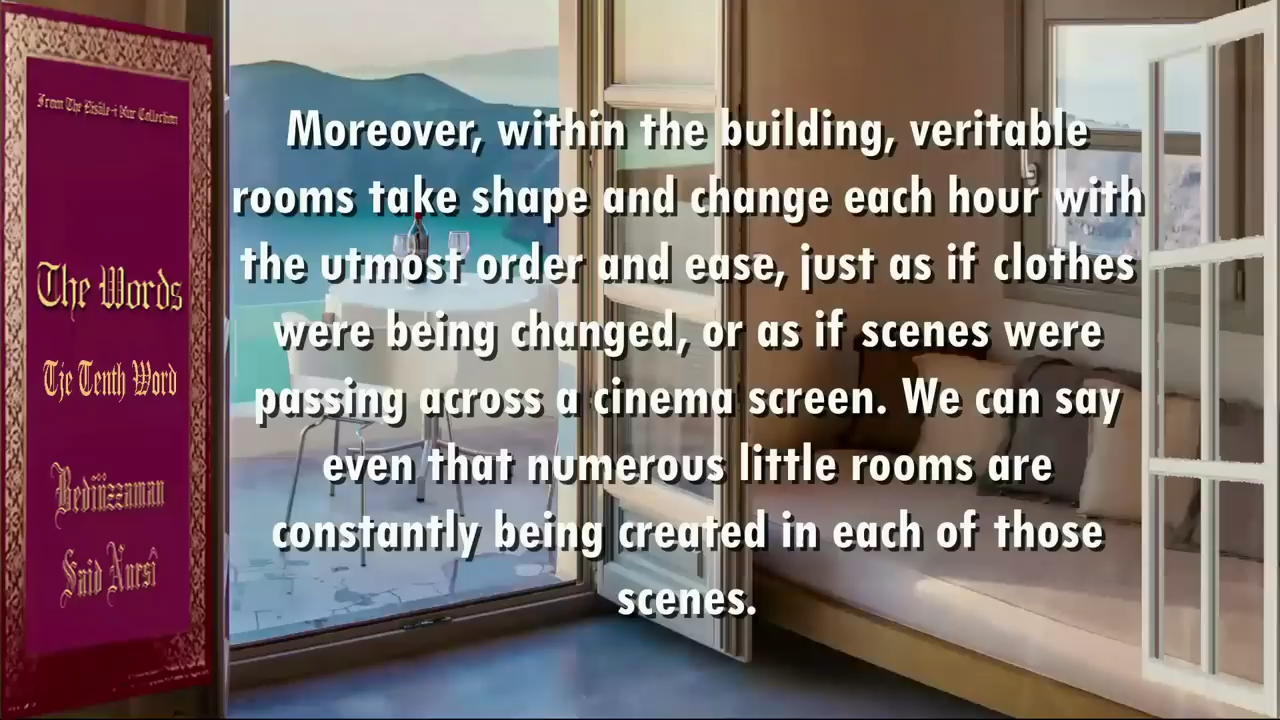 From The Risâle-i Nur Collection
The Words
Tje Tenth Word
Bediüzzaman
Said Nursî
Moreover, within the building, veritable
rooms take shape and change each hour with
the utmost order and ease, just as if clothes
were being changed, or as if scenes were
passing across a cinema screen. We can say
even that numerous little rooms are
constantly being created in each of those
scenes.